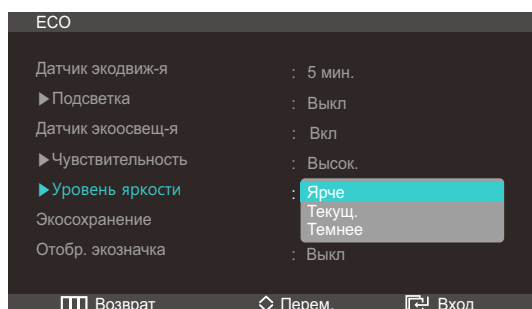 ECO
Датчик экодвиж-я : 5 мин.
▶Подсветка : Выкл
Датчик экоосвещ-я : Вкл
▶Чувствительность : Высок.
▶Уровень яркости : Ярче
Текущ.
Темнее
Экосохранение
Отобр. экозначка : Выкл
Возврат Перем. Вход